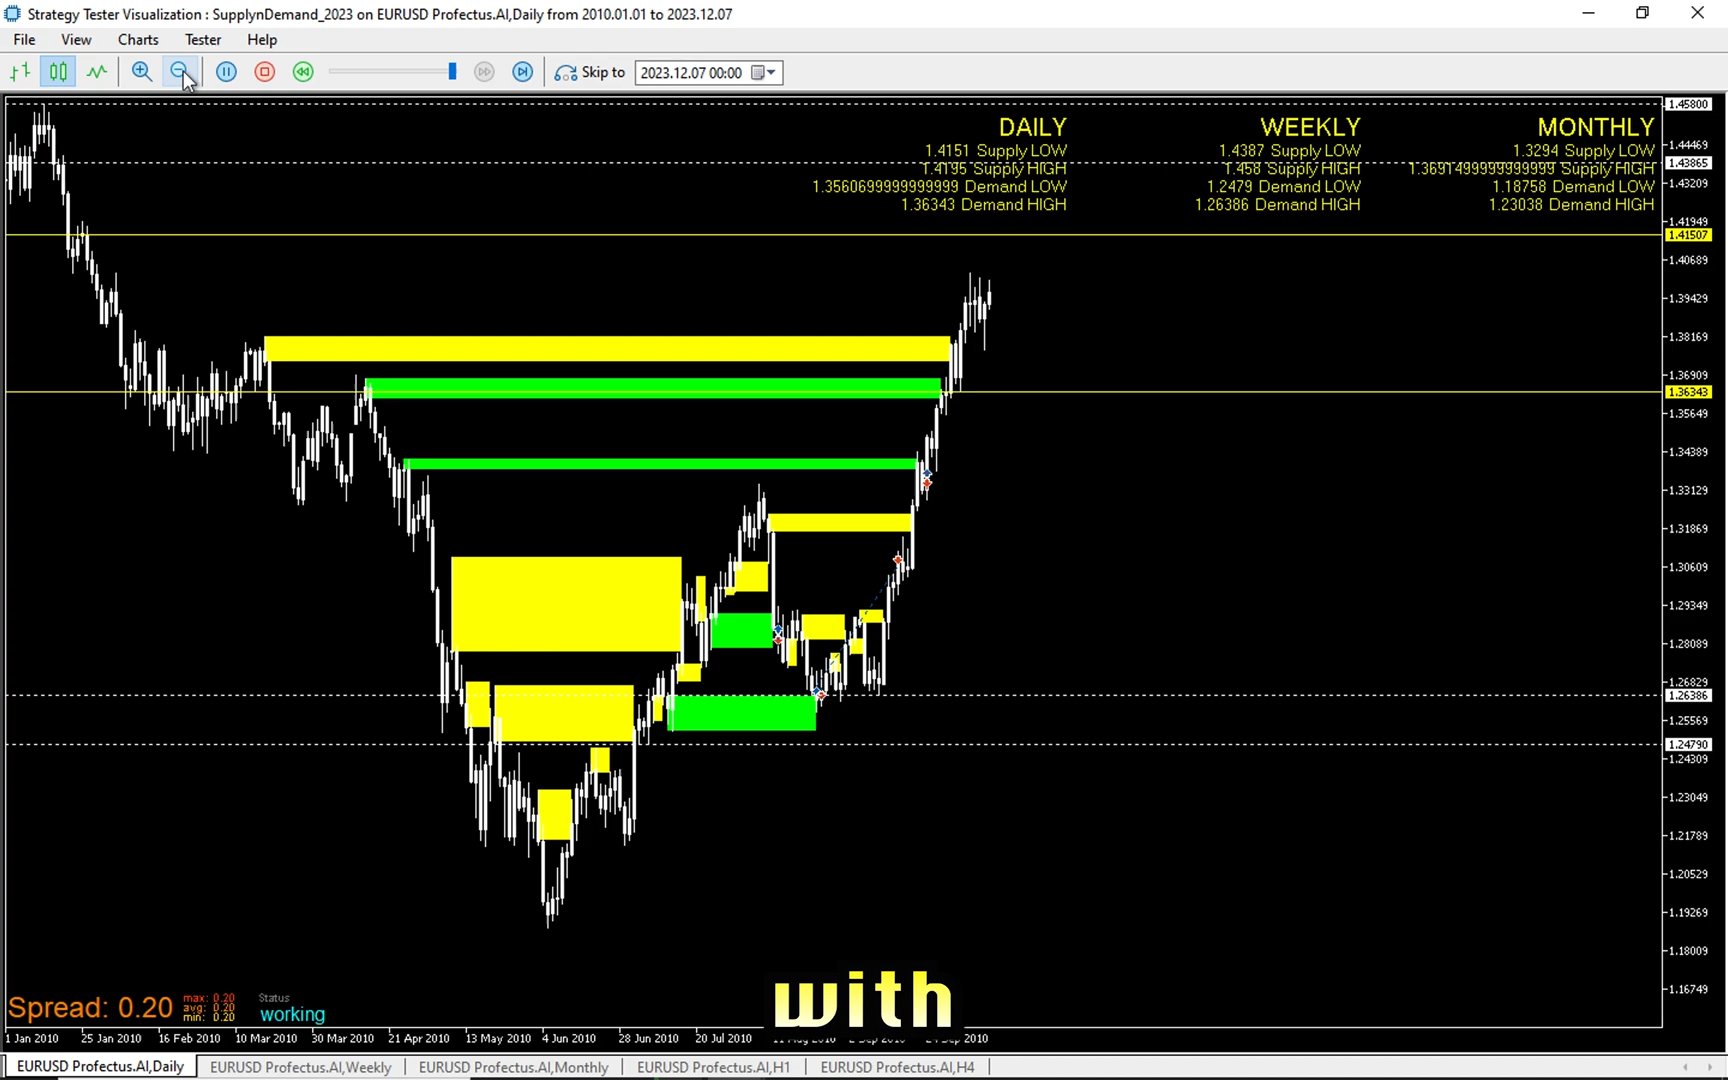 Strategy Tester Visualization : SupplynDemand_2023 on EURUSD Profectus.AI,Daily from 2010.01.01 to 2023.12.07
File View Charts Tester Help
Skip to 2023.12.07 00:00
DAILY WEEKLY MONTHLY
1.4151 Supply LOW 1.4387 Supply LOW 1.3294 Supply LOW
1.4195 Supply HIGH 1.458 Supply HIGH 1.3691499999999999 Supply HIGH
1.3560699999999999 Demand LOW 1.2479 Demand LOW 1.18758 Demand LOW
1.36343 Demand HIGH 1.26386 Demand HIGH 1.23038 Demand HIGH
1.45800
1.44469
1.43865
1.43209
1.41949
1.41507
1.40689
1.39429
1.38169
1.36909
1.36343
1.35649
1.34389
1.33129
1.31869
1.30609
1.29349
1.28089
1.26829
1.26386
1.25569
1.24790
1.24309
1.23049
1.21789
1.20529
1.19269
1.18009
1.16749
with
Spread: 0.20
max: 0.20
avg: 0.20
min: 0.20
Status
working
1 Jan 2010 25 Jan 2010 16 Feb 2010 10 Mar 2010 30 Mar 2010 21 Apr 2010 13 May 2010 4 Jun 2010 28 Jun 2010 20 Jul 2010
EURUSD Profectus.AI,Daily EURUSD Profectus.AI,Weekly EURUSD Profectus.AI,Monthly EURUSD Profectus.AI,H1 EURUSD Profectus.AI,H4